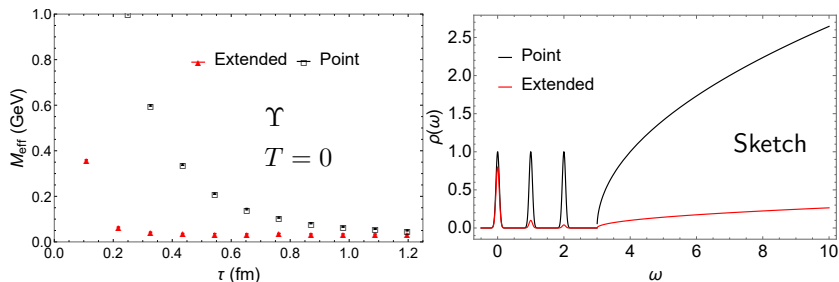 1.0
0.8
0.6
0.4
0.2
0.0
M_eff (GeV)
Extended
Point
ϒ
T = 0
0.0 0.2 0.4 0.6 0.8 1.0 1.2
τ (fm)
2.5
2.0
1.5
1.0
0.5
0.0
ρ(ω)
Point
Extended
Sketch
0 2 4 6 8 10
ω